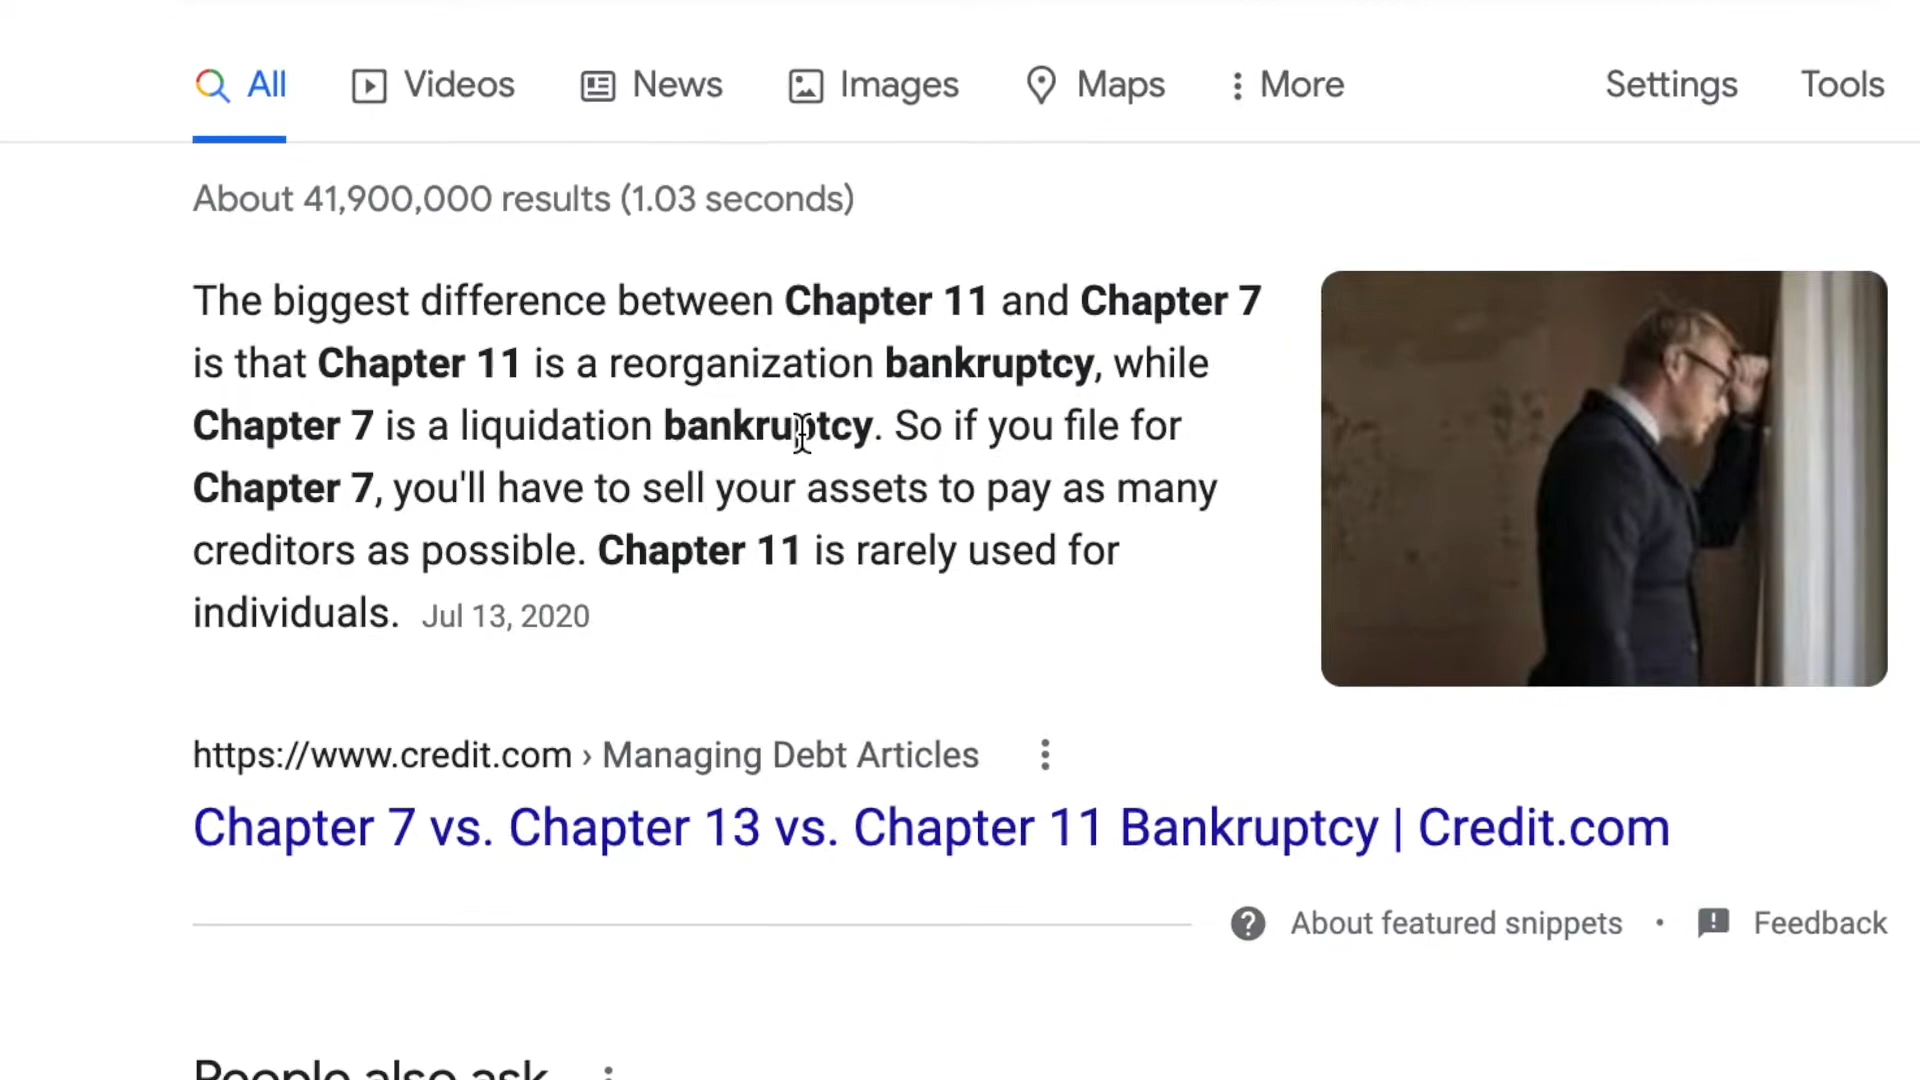 All Videos News Images Maps More Settings Tools
About 41,900,000 results (1.03 seconds)
The biggest difference between Chapter 11 and Chapter 7
is that Chapter 11 is a reorganization bankruptcy, while
Chapter 7 is a liquidation bankruptcy. So if you file for
Chapter 7, you'll have to sell your assets to pay as many
creditors as possible. Chapter 11 is rarely used for
individuals. Jul 13, 2020
https://www.credit.com › Managing Debt Articles
Chapter 7 vs. Chapter 13 vs. Chapter 11 Bankruptcy | Credit.com
About featured snippets • Feedback
People also ask